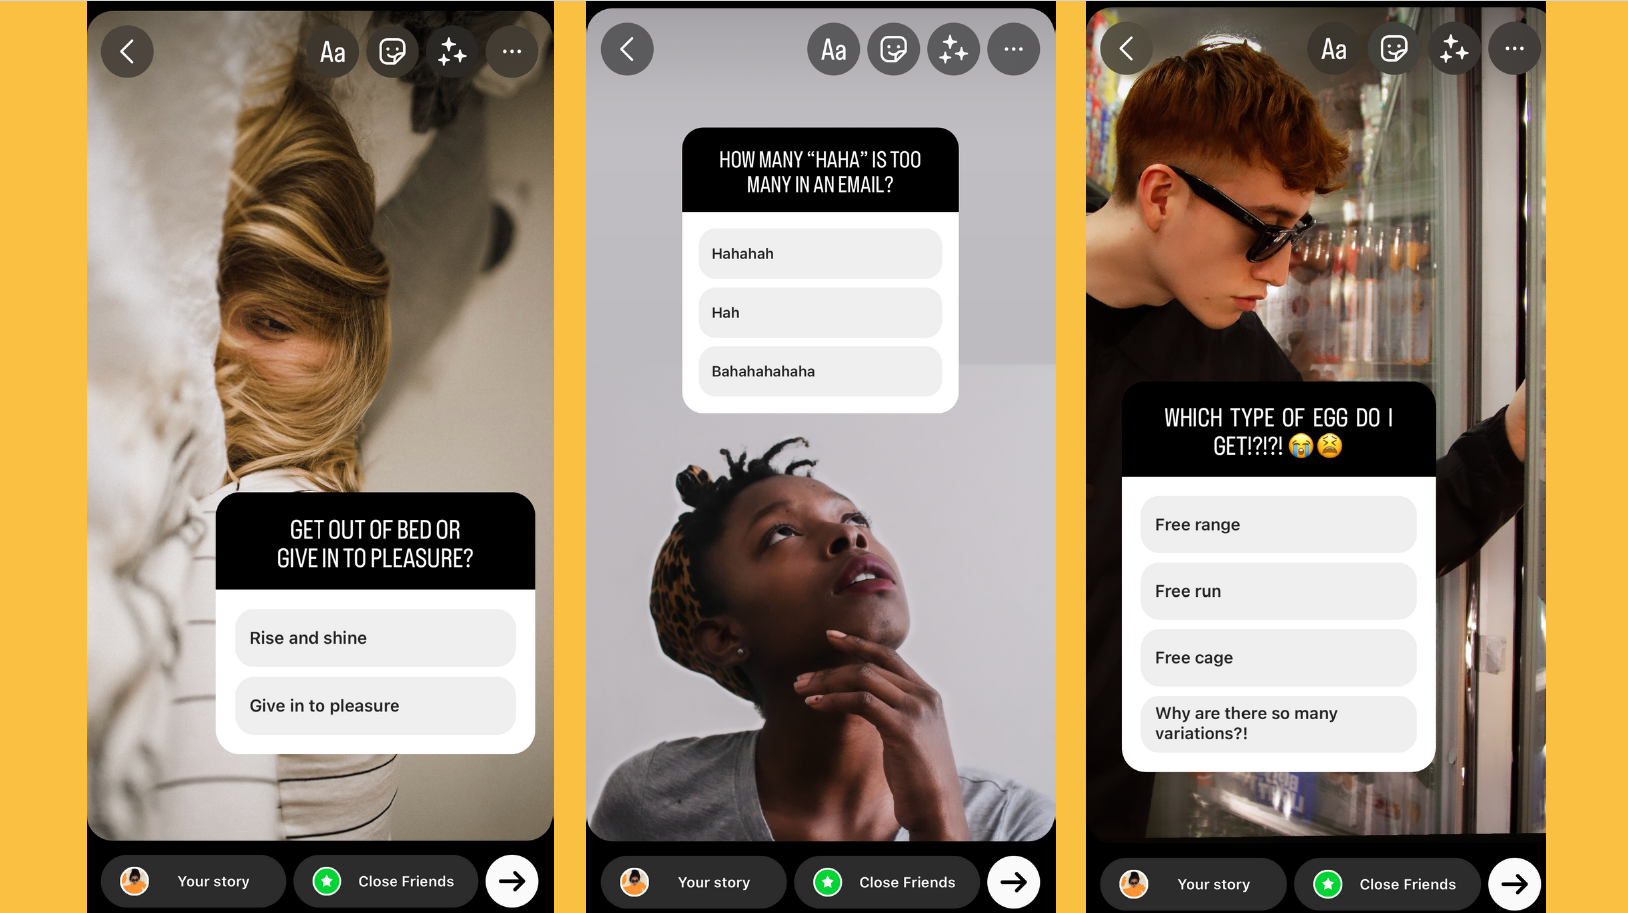 Aa
GET OUT OF BED OR
GIVE IN TO PLEASURE?
Rise and shine
Give in to pleasure
Your story
Close Friends
Aa
HOW MANY “HAHA” IS TOO
MANY IN AN EMAIL?
Hahahah
Hah
Bahahahahaha
Your story
Close Friends
Aa
WHICH TYPE OF EGG DO I
GET!?!?! 😭😫
Free range
Free run
Free cage
Why are there so many
variations?!
Your story
Close Friends